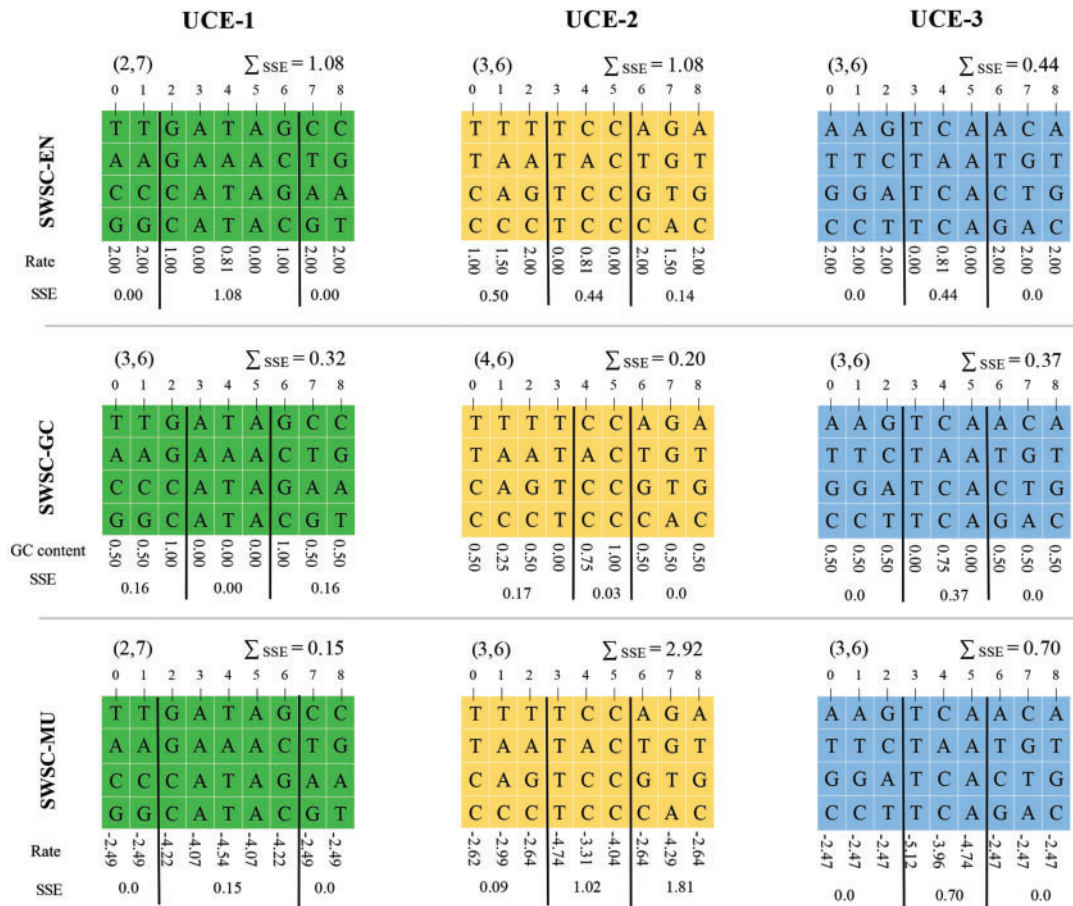 UCE-1 UCE-2 UCE-3
(2,7) ∑ SSE = 1.08 (3,6) ∑ SSE = 1.08 (3,6) ∑ SSE = 0.44
0 1 2 3 4 5 6 7 8 0 1 2 3 4 5 6 7 8 0 1 2 3 4 5 6 7 8
SWSC-EN
T T G A T A G C C T T T T C C A G A A A G T C A A C A
A A G A A A C T G T A A T A C T G T T T C T A A T G T
C C C A T A G A A C A G T C C G T G G G A T C A C T G
G G C A T A C G T C C C T C C C A C C C T T C A G A C
Rate 2.00 2.00 1.00 0.00 0.81 0.00 1.00 2.00 2.00 1.00 1.50 2.00 0.00 0.81 0.00 2.00 1.50 2.00 2.00 2.00 2.00 0.00 0.81 0.00 2.00 2.00 2.00
SSE 0.00 1.08 0.00 0.50 0.44 0.14 0.0 0.44 0.0
(3,6) ∑ SSE = 0.32 (4,6) ∑ SSE = 0.20 (3,6) ∑ SSE = 0.37
0 1 2 3 4 5 6 7 8 0 1 2 3 4 5 6 7 8 0 1 2 3 4 5 6 7 8
SWSC-GC
T T G A T A G C C T T T T C C A G A A A G T C A A C A
A A G A A A C T G T A A T A C T G T T T C T A A T G T
C C C A T A G A A C A G T C C G T G G G A T C A C T G
G G C A T A C G T C C C T C C C A C C C T T C A G A C
GC content 0.50 0.50 1.00 0.00 0.00 0.00 1.00 0.50 0.50 0.50 0.25 0.50 0.00 0.75 1.00 0.50 0.50 0.50 0.50 0.50 0.50 0.00 0.75 0.00 0.50 0.50 0.50
SSE 0.16 0.00 0.16 0.17 0.03 0.0 0.0 0.37 0.0
(2,7) ∑ SSE = 0.15 (3,6) ∑ SSE = 2.92 (3,6) ∑ SSE = 0.70
0 1 2 3 4 5 6 7 8 0 1 2 3 4 5 6 7 8 0 1 2 3 4 5 6 7 8
SWSC-MU
T T G A T A G C C T T T T C C A G A A A G T C A A C A
A A G A A A C T G T A A T A C T G T T T C T A A T G T
C C C A T A G A A C A G T C C G T G G G A T C A C T G
G G C A T A C G T C C C T C C C A C C C T T C A G A C
Rate -2.49 -2.49 -4.22 -4.07 -4.54 -4.07 -4.22 -2.49 -2.49 -2.62 -2.99 -2.64 -4.74 -3.31 -4.04 -2.64 -4.29 -2.64 -2.47 -2.47 -2.47 -5.12 -3.96 -4.74 -2.47 -2.47 -2.47
SSE 0.0 0.15 0.0 0.09 1.02 1.81 0.0 0.70 0.0